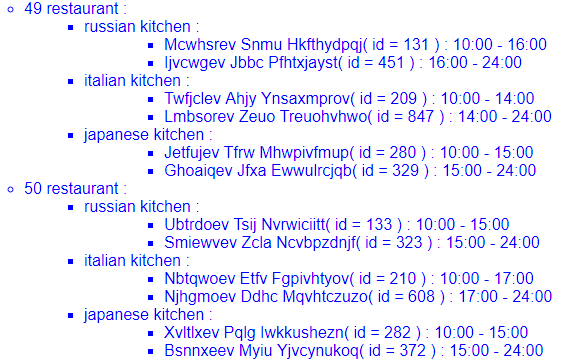 49 restaurant :
russian kitchen :
Mcwhsrev Snmu Hkfthydpqj( id = 131 ) : 10:00 - 16:00
Ijvcwgev Jbbc Pfhtxjayst( id = 451 ) : 16:00 - 24:00
italian kitchen :
Twfjclev Ahjy Ynsaxmprov( id = 209 ) : 10:00 - 14:00
Lmbsorev Zeuo Treuohvhwo( id = 847 ) : 14:00 - 24:00
japanese kitchen :
Jetfujev Tfrw Mhwpivfmup( id = 280 ) : 10:00 - 15:00
Ghoaiqev Jfxa Ewwulrcjqb( id = 329 ) : 15:00 - 24:00
50 restaurant :
russian kitchen :
Ubtrdoev Tsij Nvrwiciitt( id = 133 ) : 10:00 - 15:00
Smiewvev Zcla Ncvbpzdnjf( id = 323 ) : 15:00 - 24:00
italian kitchen :
Nbtqwoev Etfv Fgpivhtyov( id = 210 ) : 10:00 - 17:00
Njhgmoev Ddhc Mqvhtczuzo( id = 608 ) : 17:00 - 24:00
japanese kitchen :
Xvltlxev Pqlg Iwkkushezn( id = 282 ) : 10:00 - 15:00
Bsnnxeev Myiu Yjvcynukoq( id = 372 ) : 15:00 - 24:00